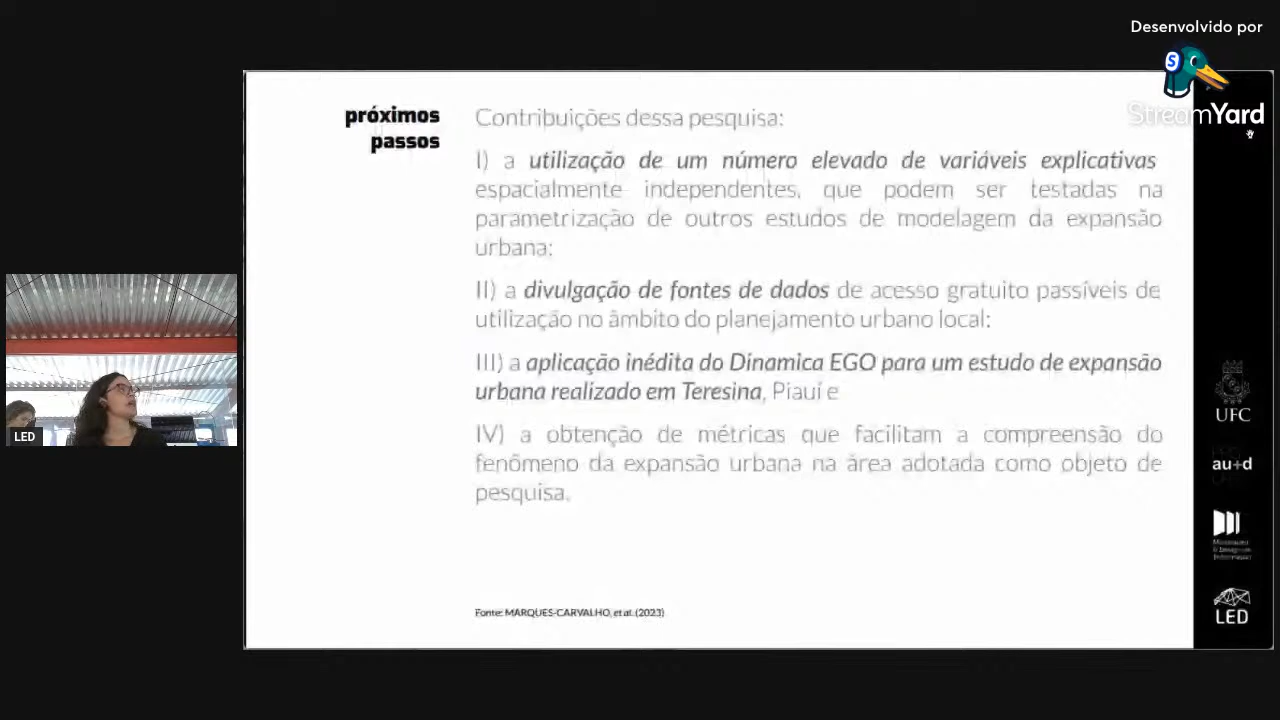 Desenvolvido por
StreamYard
próximos
passos
Contribuições dessa pesquisa:
I) a utilização de um número elevado de variáveis explicativas
espacialmente independentes, que podem ser testadas na
parametrização de outros estudos de modelagem da expansão
urbana;
II) a divulgação de fontes de dados de acesso gratuito passíveis de
utilização no âmbito do planejamento urbano local;
III) a aplicação inédita do Dinamica EGO para um estudo de expansão
urbana realizado em Teresina, Piauí e
IV) a obtenção de métricas que facilitam a compreensão do
fenômeno da expansão urbana na área adotada como objeto de
pesquisa.
Fonte: MARQUES-CARVALHO, et al. (2023)
LED
UFC
au+d
LED